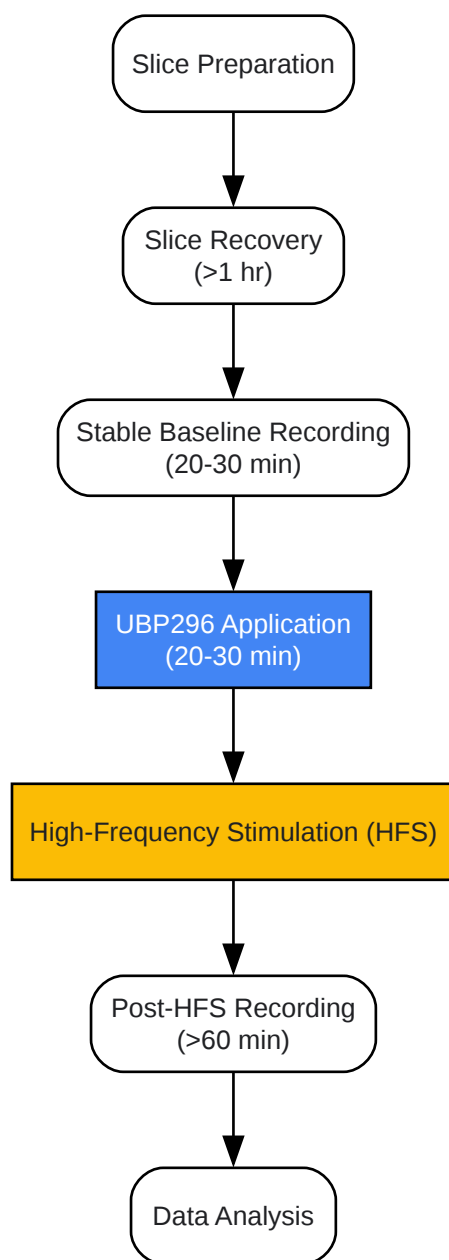 Slice Preparation
Slice Recovery
(>1 hr)
Stable Baseline Recording
(20-30 min)
UBP296 Application
(20-30 min)
High-Frequency Stimulation (HFS)
Post-HFS Recording
(>60 min)
Data Analysis